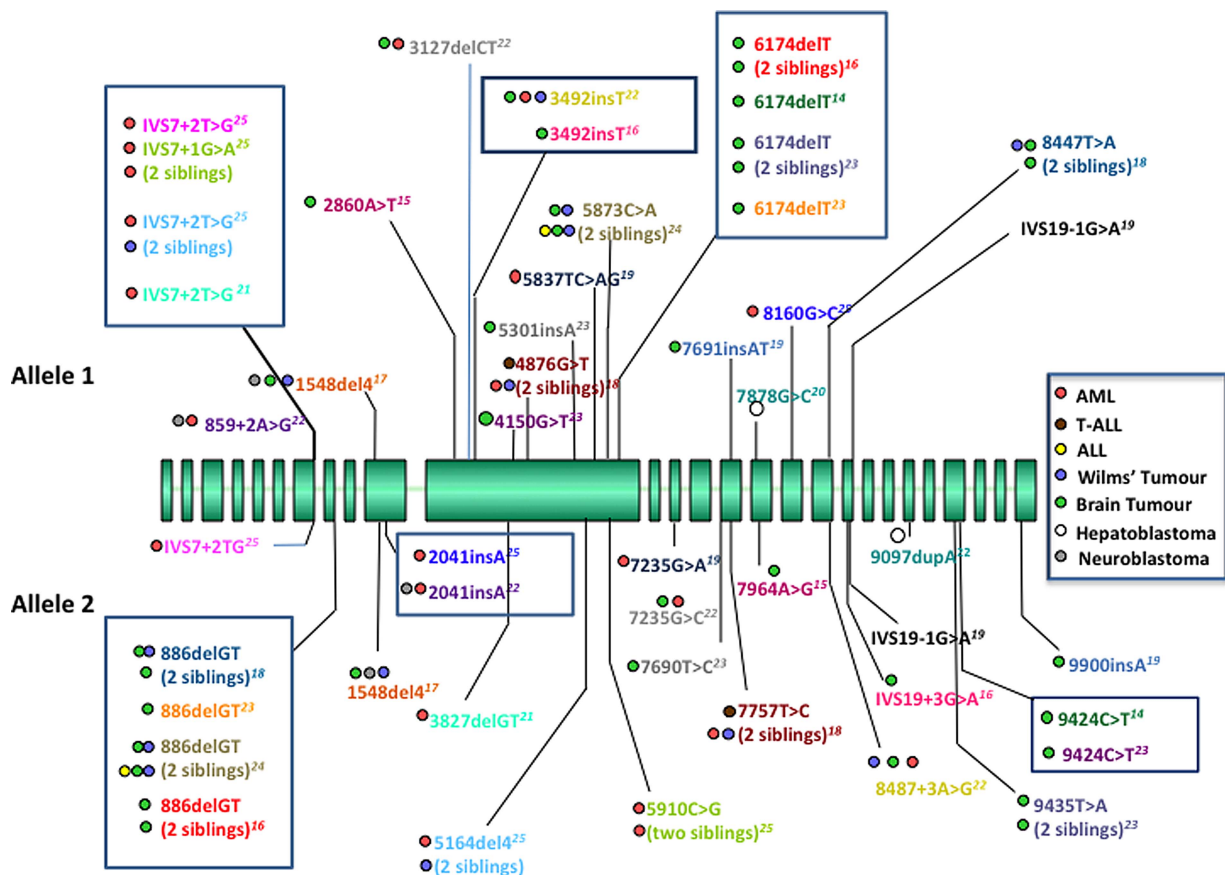 3127delCT22
6174delT
(2 siblings)16
6174delT14
6174delT
(2 siblings)23
6174delT23
3492insT22
3492insT16
IVS7+2T>G25
IVS7+1G>A25
(2 siblings)
IVS7+2T>G25
(2 siblings)
IVS7+2T>G21
8447T>A
(2 siblings)18
2860A>T15
5873C>A
(2 siblings)24
IVS19-1G>A19
5837TC>AG19
8160G>C25
5301insA23
7691insAT19
4876G>T
(2 siblings)18
Allele 1
1548del417
7878G>C20
859+2A>G22
4150G>T23
AML
T-ALL
ALL
Wilms’ Tumour
Brain Tumour
Hepatoblastoma
Neuroblastoma
IVS7+2TG25
2041insA25
2041insA22
7235G>A19
9097dupA22
7964A>G15
Allele 2
7235G>C22
IVS19-1G>A19
886delGT
(2 siblings)18
886delGT23
886delGT
(2 siblings)24
886delGT
(2 siblings)16
1548del417
7690T>C23
9900insA19
IVS19+3G>A16
3827delGT21
7757T>C
(2 siblings)18
9424C>T14
9424C>T23
8487+3A>G22
5910C>G
(two siblings)25
9435T>A
(2 siblings)23
5164del425
(2 siblings)